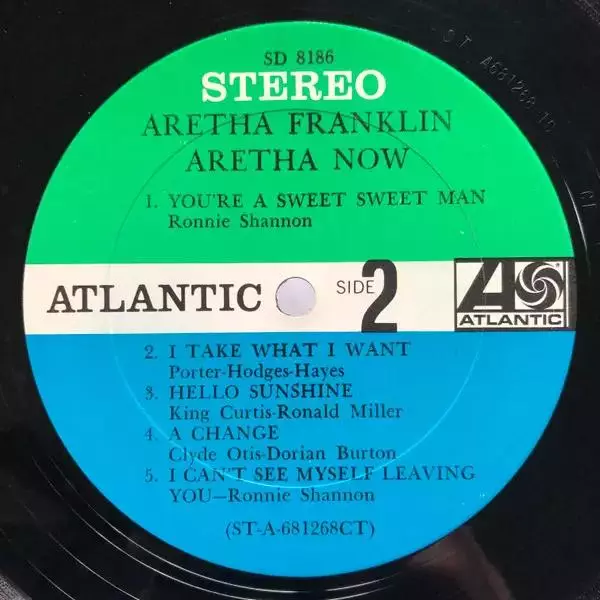 SD 8186
STEREO
ARETHA FRANKLIN
ARETHA NOW
1. YOU'RE A SWEET SWEET MAN
Ronnie Shannon
ATLANTIC
SIDE 2
ATLANTIC
2. I TAKE WHAT I WANT
Porter-Hodges-Hayes
3. HELLO SUNSHINE
King Curtis-Ronald Miller
4. A CHANGE
Clyde Otis-Dorian Burton
5. I CAN'T SEE MYSELF LEAVING
YOU—Ronnie Shannon
(ST-A-681268CT)